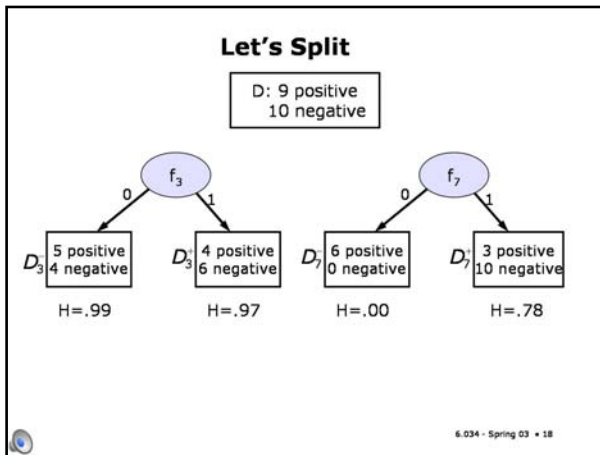 Let's Split
D: 9 positive
10 negative
f3
f7
0
1
0
1
D3-
5 positive
4 negative
D3+
4 positive
6 negative
D7-
6 positive
0 negative
D7+
3 positive
10 negative
H=.99
H=.97
H=.00
H=.78
6.034 - Spring 03 • 18